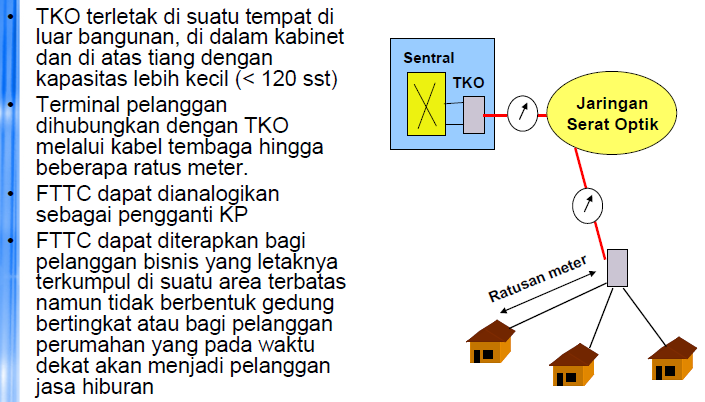 • TKO terletak di suatu tempat di
luar bangunan, di dalam kabinet
dan di atas tiang dengan
kapasitas lebih kecil (< 120 sst)
• Terminal pelanggan
dihubungkan dengan TKO
melalui kabel tembaga hingga
beberapa ratus meter.
• FTTC dapat dianalogikan
sebagai pengganti KP
• FTTC dapat diterapkan bagi
pelanggan bisnis yang letaknya
terkumpul di suatu area terbatas
namun tidak berbentuk gedung
bertingkat atau bagi pelanggan
perumahan yang pada waktu
dekat akan menjadi pelanggan
jasa hiburan
Sentral
TKO
Jaringan
Serat Optik
Ratusan meter